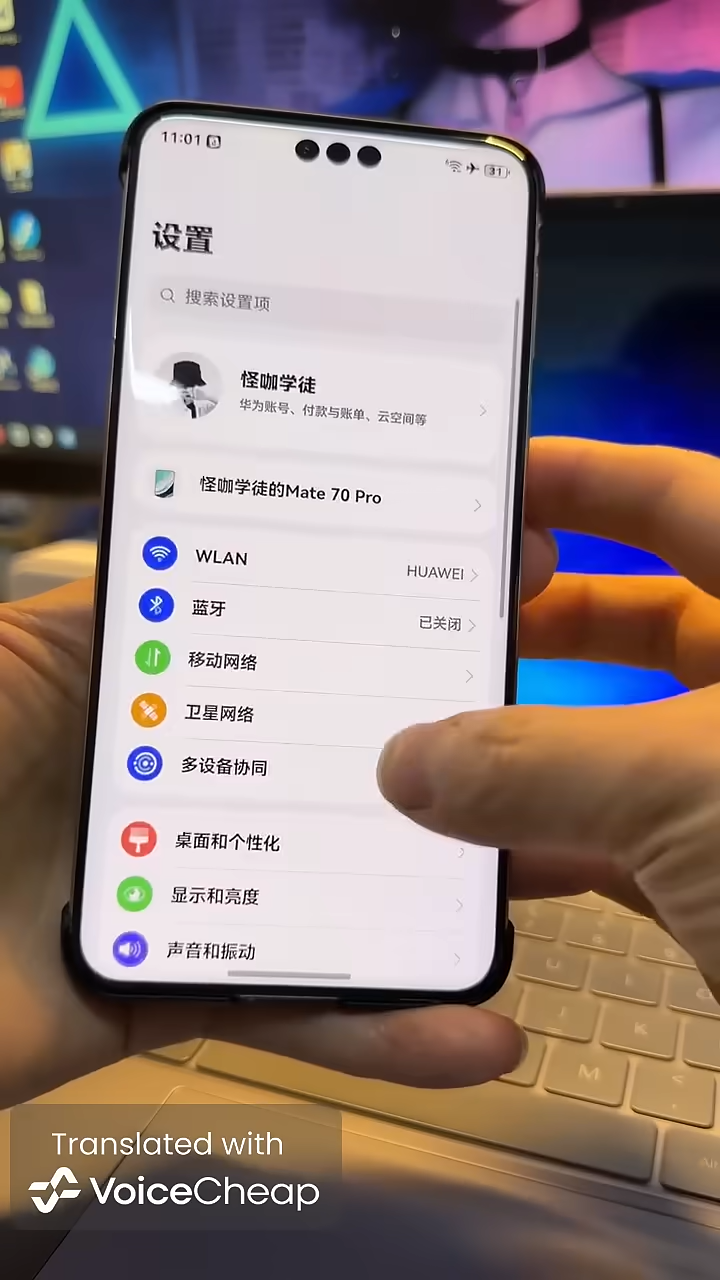 11:01
31
设置
搜索设置项
怪咖学徒
华为账号、付款与账单、云空间等
怪咖学徒的Mate 70 Pro
WLAN
HUAWEI
蓝牙
已关闭
移动网络
卫星网络
多设备协同
桌面和个性化
显示和亮度
声音和振动
U
J
K
M
<
Translated with
VoiceCheap